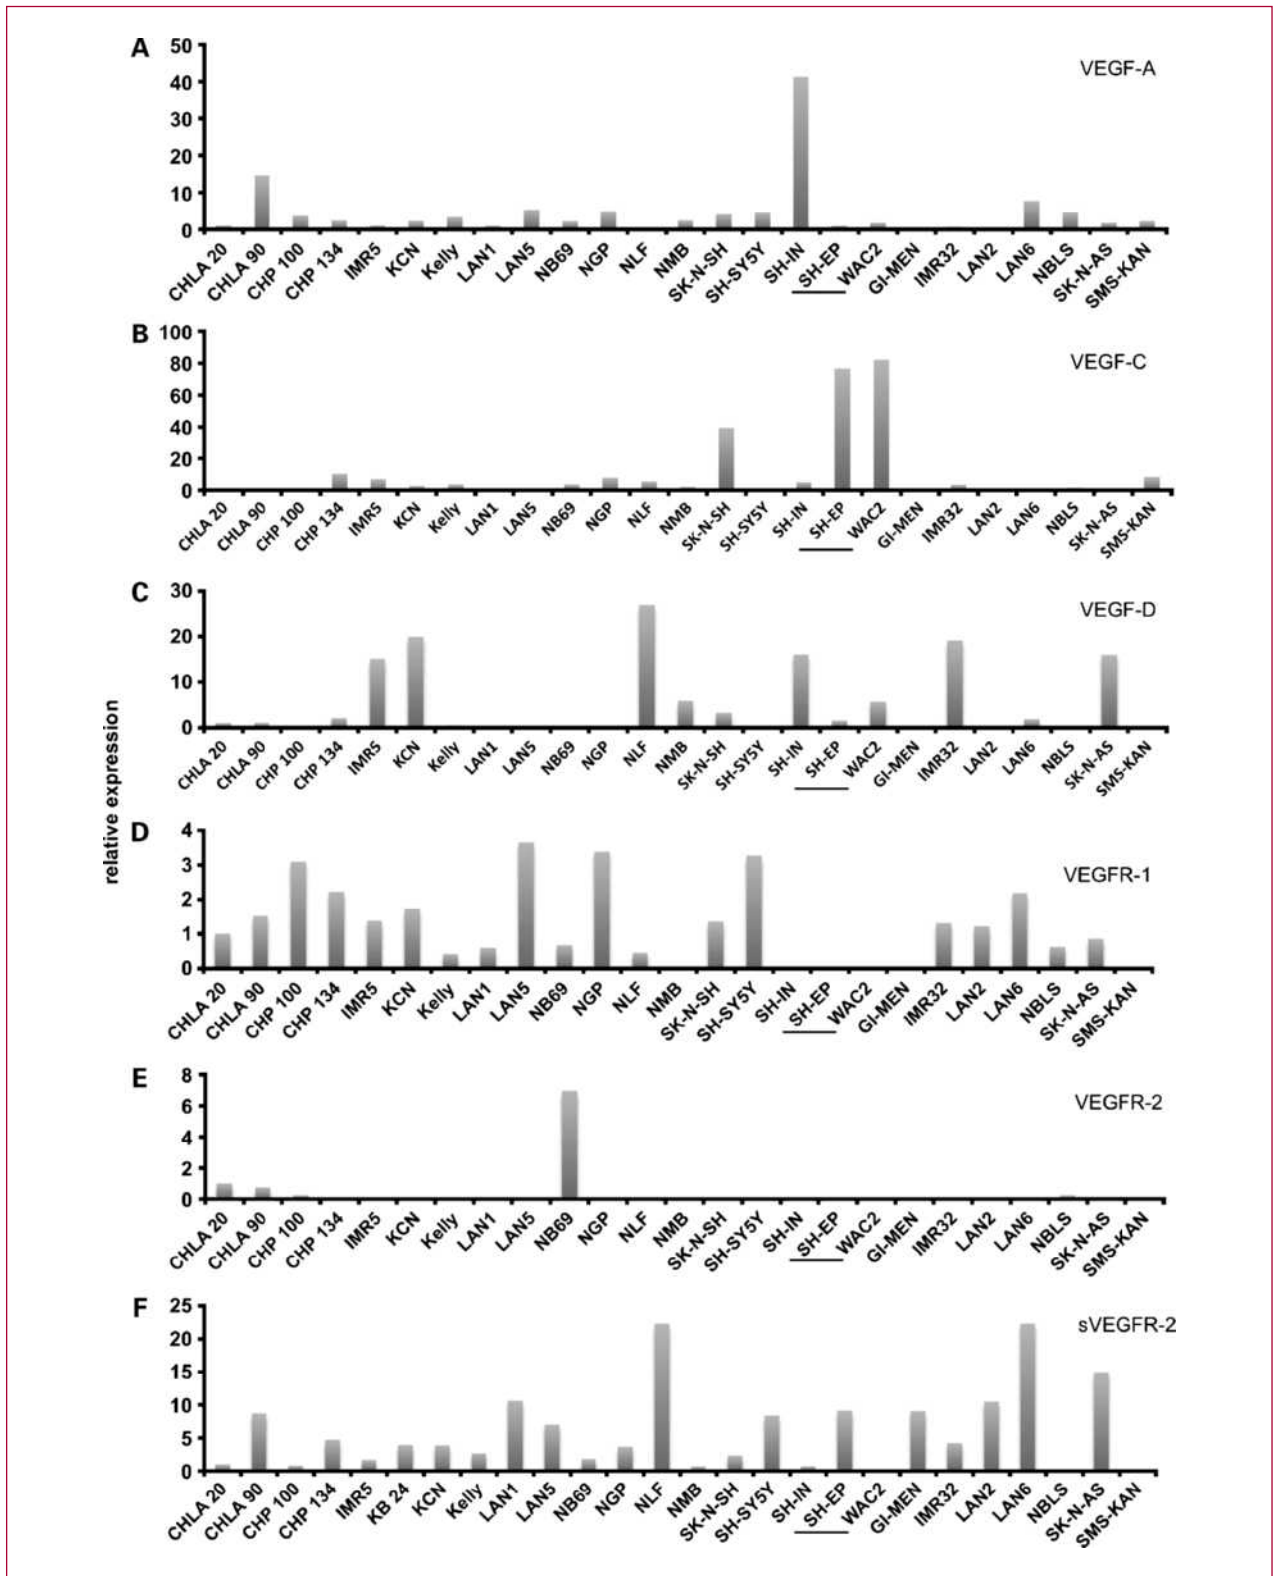 relative expression
A
VEGF-A
50
40
30
20
10
0
CHLA 20 CHLA 90 CHP 100 CHP 134 IMR5 KCN Kelly LAN1 LAN5 NB69 NGP NLF NMB SK-N-SH SH-SY5Y SH-IN SH-EP WAC2 GI-MEN IMR32 LAN2 LAN6 NBLS SK-N-AS SMS-KAN
B
VEGF-C
100
80
60
40
20
0
CHLA 20 CHLA 90 CHP 100 CHP 134 IMR5 KCN Kelly LAN1 LAN5 NB69 NGP NLF NMB SK-N-SH SH-SY5Y SH-IN SH-EP WAC2 GI-MEN IMR32 LAN2 LAN6 NBLS SK-N-AS SMS-KAN
C
VEGF-D
30
20
10
0
CHLA 20 CHLA 90 CHP 100 CHP 134 IMR5 KCN Kelly LAN1 LAN5 NB69 NGP NLF NMB SK-N-SH SH-SY5Y SH-IN SH-EP WAC2 GI-MEN IMR32 LAN2 LAN6 NBLS SK-N-AS SMS-KAN
D
VEGFR-1
4
3
2
1
0
CHLA 20 CHLA 90 CHP 100 CHP 134 IMR5 KCN Kelly LAN1 LAN5 NB69 NGP NLF NMB SK-N-SH SH-SY5Y SH-IN SH-EP WAC2 GI-MEN IMR32 LAN2 LAN6 NBLS SK-N-AS SMS-KAN
E
VEGFR-2
8
6
4
2
0
CHLA 20 CHLA 90 CHP 100 CHP 134 IMR5 KCN Kelly LAN1 LAN5 NB69 NGP NLF NMB SK-N-SH SH-SY5Y SH-IN SH-EP WAC2 GI-MEN IMR32 LAN2 LAN6 NBLS SK-N-AS SMS-KAN
F
sVEGFR-2
25
20
15
10
5
0
CHLA 20 CHLA 90 CHP 100 CHP 134 IMR5 KB 24 KCN Kelly LAN1 LAN5 NB69 NGP NLF NMB SK-N-SH SH-SY5Y SH-IN SH-EP WAC2 GI-MEN IMR32 LAN2 LAN6 NBLS SK-N-AS SMS-KAN